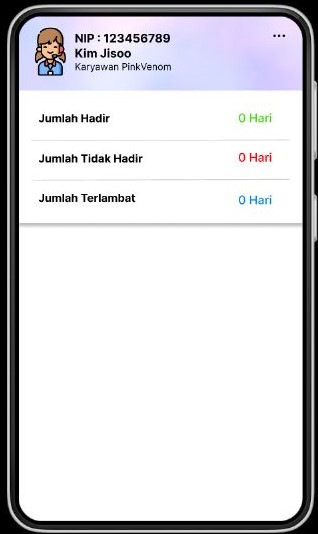 NIP : 123456789
Kim Jisoo
Karyawan PinkVenom
Jumlah Hadir 0 Hari
Jumlah Tidak Hadir 0 Hari
Jumlah Terlambat 0 Hari